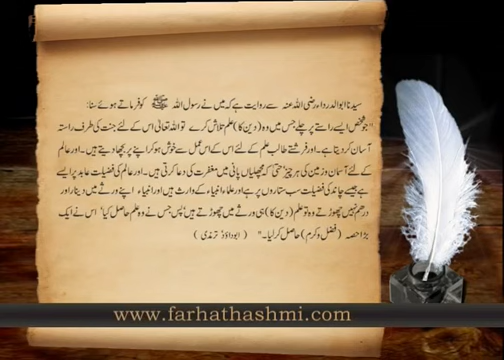 سیدنا ابو الدرداء رضی اللہ عنہ سے روایت ہے کہ میں نے رسول اللہ ﷺ کو فرماتے ہوئے سنا:
"جو شخص ایسے راستے پر چلے جس میں وہ (دین کا) علم تلاش کرے تو اللہ تعالیٰ اس کے لئے جنت کی طرف راستہ
آسان کر دیتا ہے۔ اور فرشتے طالب علم کے لئے اس کے اس عمل سے خوش ہو کر اپنے پر بچھا دیتے ہیں۔ اور عالم
کے لئے آسمان و زمین کی ہر چیز حتیٰ کہ مچھلیاں پانی میں مغفرت کی دعا کرتی ہیں۔ اور عالم کی فضیلت عابد پر ایسے
ہے جیسے چاند کی فضیلت سب ستاروں پر ہے اور علماء انبیاء کے وارث ہیں اور انبیاء اپنے ورثے میں دینار اور
درھم نہیں چھوڑتے وہ تو علم (دین کا) ہی ورثے میں چھوڑتے ہیں پس جس نے وہ علم حاصل کیا' اس نے ایک
بڑا حصہ (فضل و کرم) حاصل کر لیا۔" (ابوداؤد' ترمذی)
www.farhathashmi.com